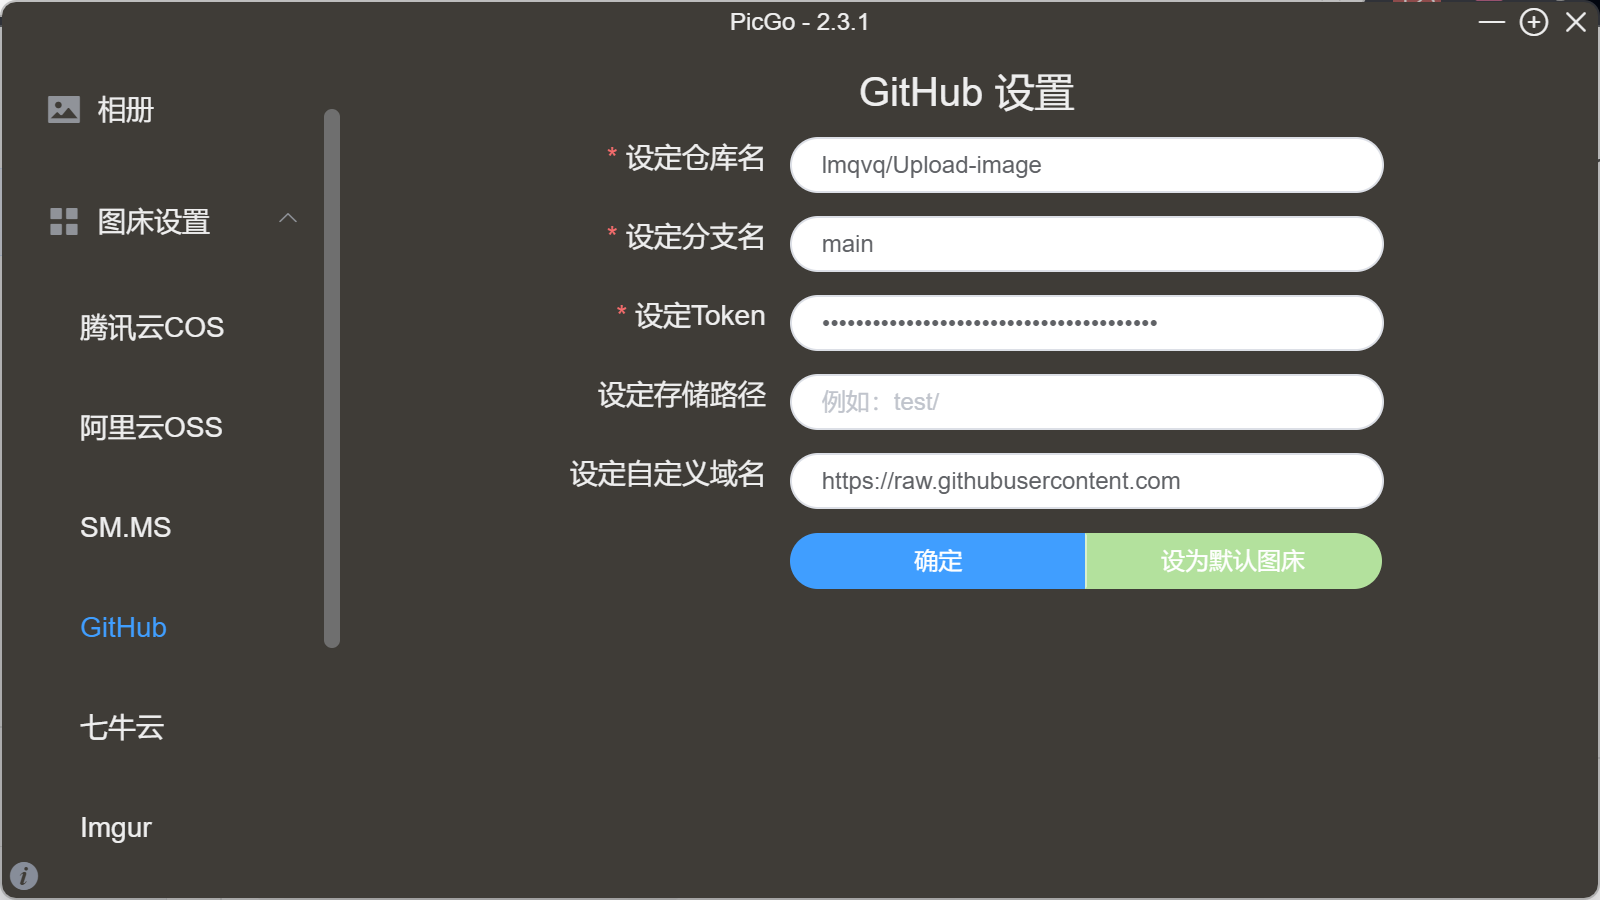 PicGo - 2.3.1
相册
图床设置
腾讯云COS
阿里云OSS
SM.MS
GitHub
七牛云
Imgur
GitHub 设置
* 设定仓库名
lmqvq/Upload-image
* 设定分支名
main
* 设定Token
••••••••••••••••••••••••••••••••••••••••
设定存储路径
例如：test/
设定自定义域名
https://raw.githubusercontent.com
确定
设为默认图床